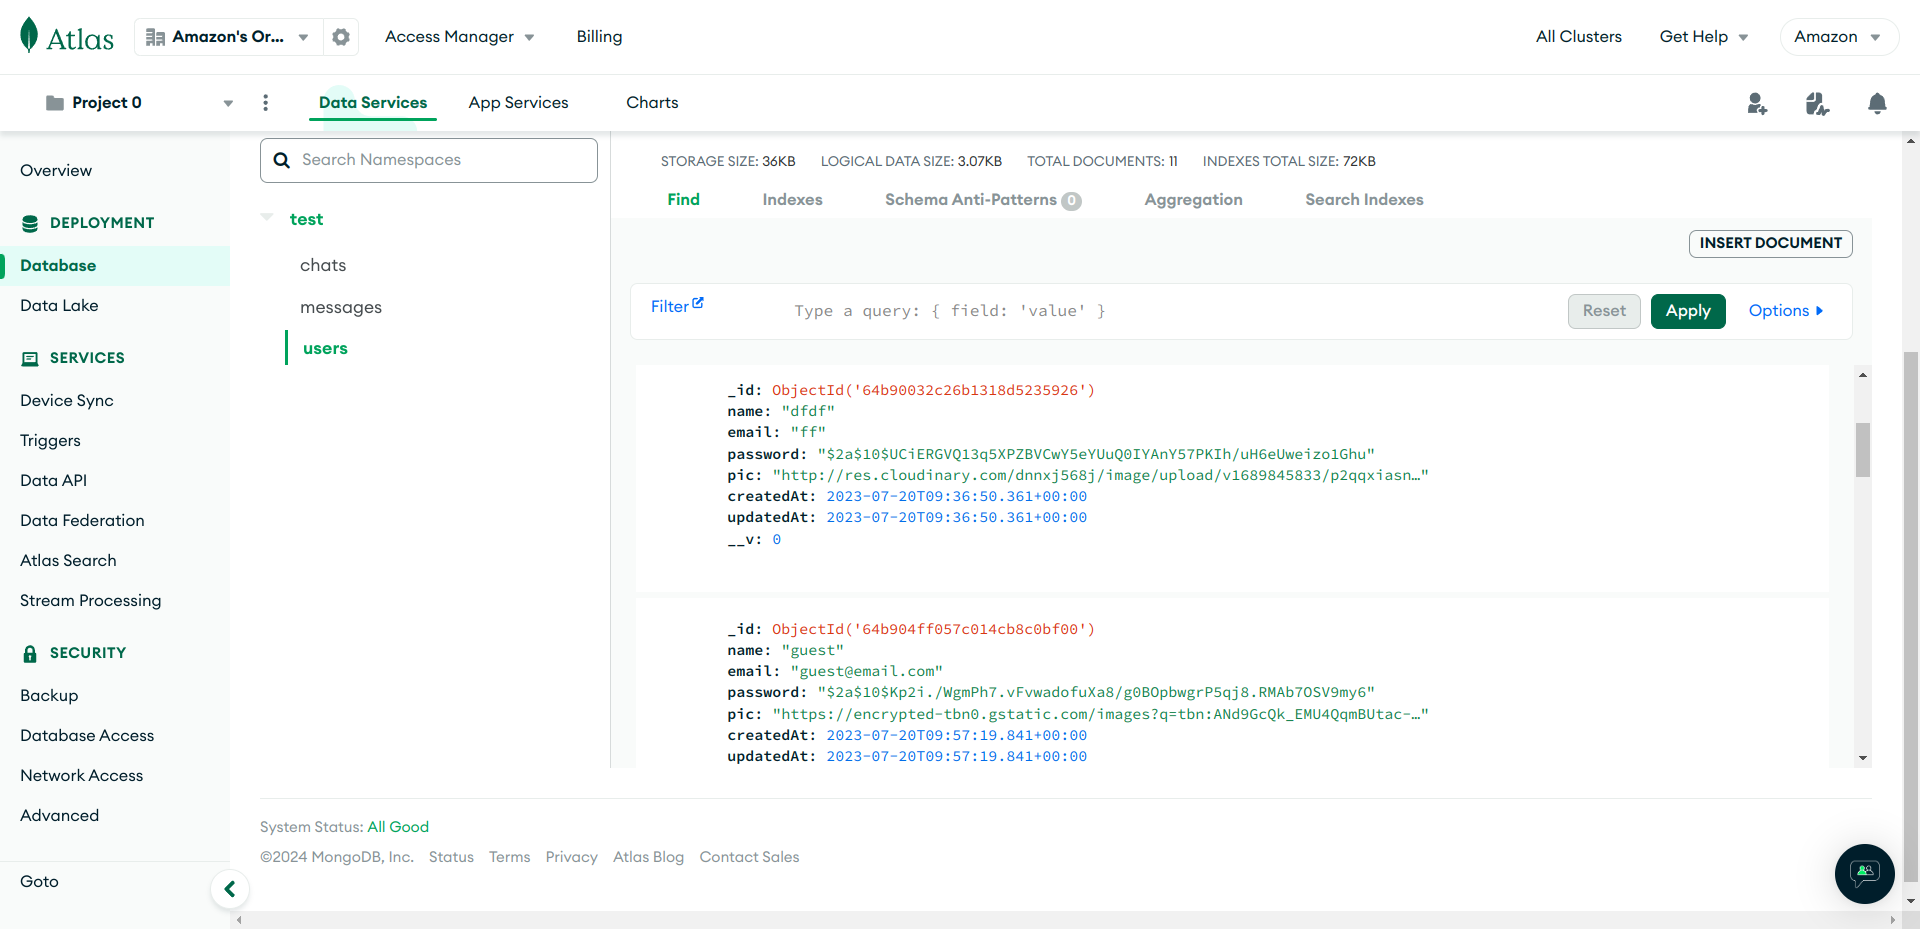 Atlas
Amazon's Or...
Access Manager
Billing
All Clusters
Get Help
Amazon
Project 0
Data Services
App Services
Charts
Overview
DEPLOYMENT
Database
Data Lake
SERVICES
Device Sync
Triggers
Data API
Data Federation
Atlas Search
Stream Processing
SECURITY
Backup
Database Access
Network Access
Advanced
Goto
Search Namespaces
test
chats
messages
users
STORAGE SIZE: 36KB LOGICAL DATA SIZE: 3.07KB TOTAL DOCUMENTS: 11 INDEXES TOTAL SIZE: 72KB
Find Indexes Schema Anti-Patterns 0 Aggregation Search Indexes
INSERT DOCUMENT
Filter Type a query: { field: 'value' } Reset Apply Options
_id: ObjectId('64b90032c26b1318d5235926')
name: "dfdf"
email: "ff"
password: "$2a$10$UCiERGVQ13q5XPZBVCwY5eYUuQ0IYAnY57PKIh/uH6eUweizo1Ghu"
pic: "http://res.cloudinary.com/dnnxj568j/image/upload/v1689845833/p2qqxiasn…"
createdAt: 2023-07-20T09:36:50.361+00:00
updatedAt: 2023-07-20T09:36:50.361+00:00
__v: 0
_id: ObjectId('64b904ff057c014cb8c0bf00')
name: "guest"
email: "guest@email.com"
password: "$2a$10$Kp2i./WgmPh7.vFvwadofuXa8/g0BOpbwgrP5qj8.RMAb7OSV9my6"
pic: "https://encrypted-tbn0.gstatic.com/images?q=tbn:ANd9GcQk_EMU4QqmBUtac-…"
createdAt: 2023-07-20T09:57:19.841+00:00
updatedAt: 2023-07-20T09:57:19.841+00:00
System Status: All Good
©2024 MongoDB, Inc. Status Terms Privacy Atlas Blog Contact Sales